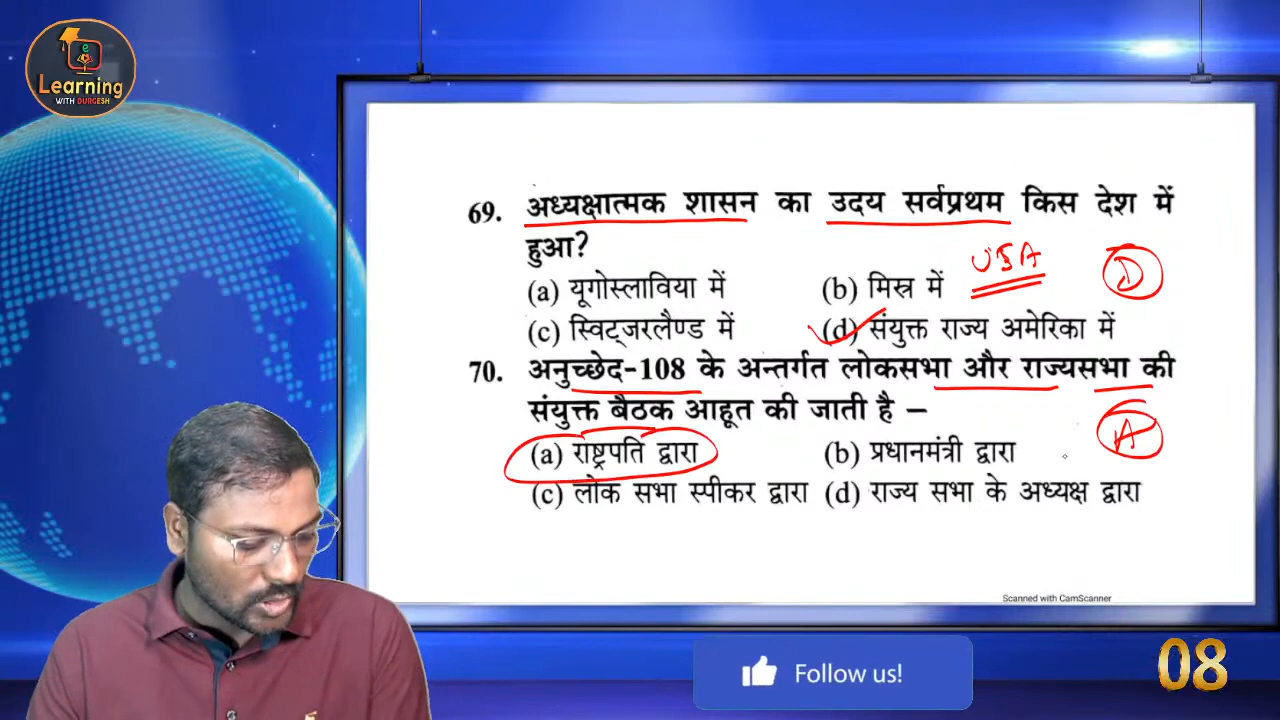 e
Learning
WITH DURGESH
69. अध्यक्षात्मक शासन का उदय सर्वप्रथम किस देश में
हुआ?
USA
D
(a) यूगोस्लाविया में (b) मिस्र में
(c) स्विट्जरलैण्ड में (d) संयुक्त राज्य अमेरिका में
70. अनुच्छेद-108 के अन्तर्गत लोकसभा और राज्यसभा की
संयुक्त बैठक आहूत की जाती है –
A
(a) राष्ट्रपति द्वारा (b) प्रधानमंत्री द्वारा
(c) लोक सभा स्पीकर द्वारा (d) राज्य सभा के अध्यक्ष द्वारा
Scanned with CamScanner
Follow us!
08